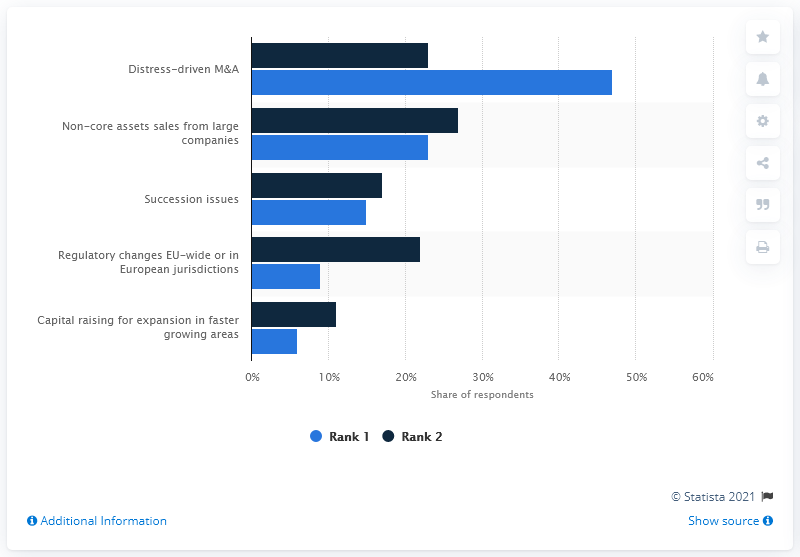 Distress-driven M&A
Non-core assets sales from large
companies
Succession issues
Regulatory changes EU-wide or in
European jurisdictions
Capital raising for expansion in faster
growing areas
0% 10% 20% 30% 40% 50% 60%
Share of respondents
Rank 1 Rank 2
© Statista 2021
Additional Information Show source